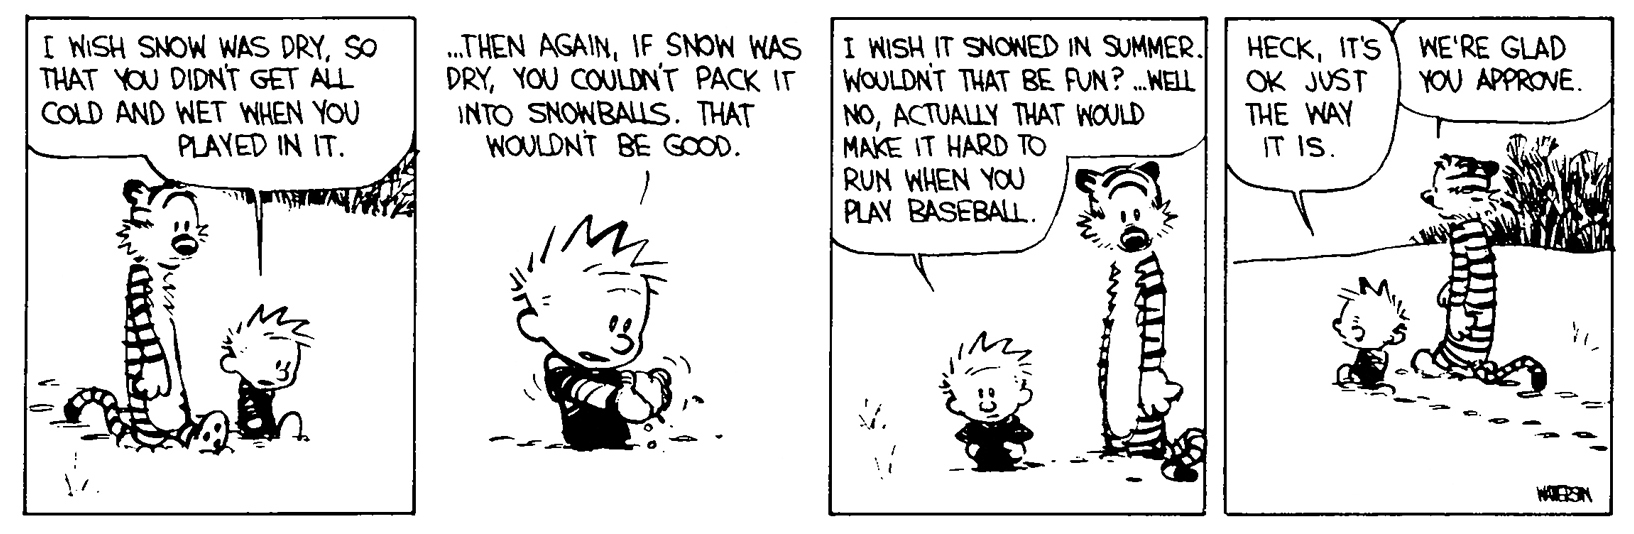 I WISH SNOW WAS DRY, SO
THAT YOU DIDN'T GET ALL
COLD AND WET WHEN YOU
PLAYED IN IT.
...THEN AGAIN, IF SNOW WAS
DRY, YOU COULDN'T PACK IT
INTO SNOWBALLS. THAT
WOULDN'T BE GOOD.
I WISH IT SNOWED IN SUMMER.
WOULDN'T THAT BE FUN? ...WELL
NO, ACTUALLY THAT WOULD
MAKE IT HARD TO
RUN WHEN YOU
PLAY BASEBALL.
HECK, IT'S
OK JUST
THE WAY
IT IS.
WE'RE GLAD
YOU APPROVE.
WATTERSON